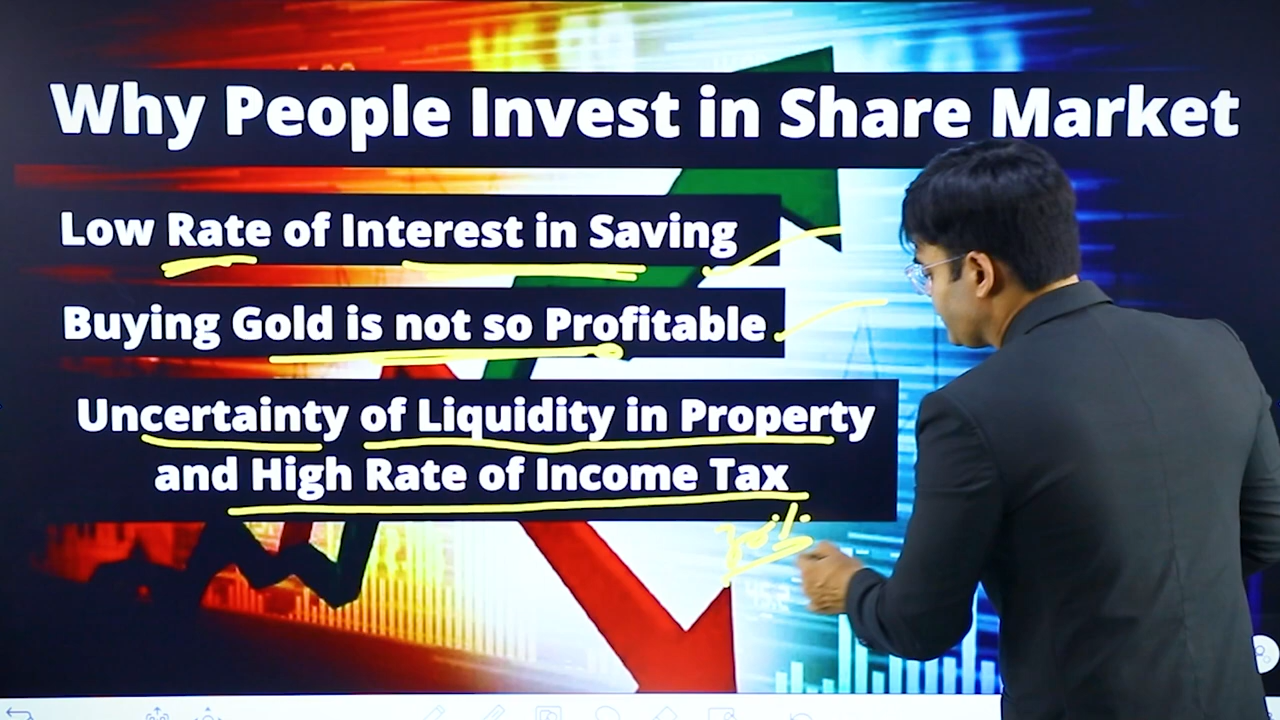 Why People Invest in Share Market
Low Rate of Interest in Saving
Buying Gold is not so Profitable
Uncertainty of Liquidity in Property
and High Rate of Income Tax